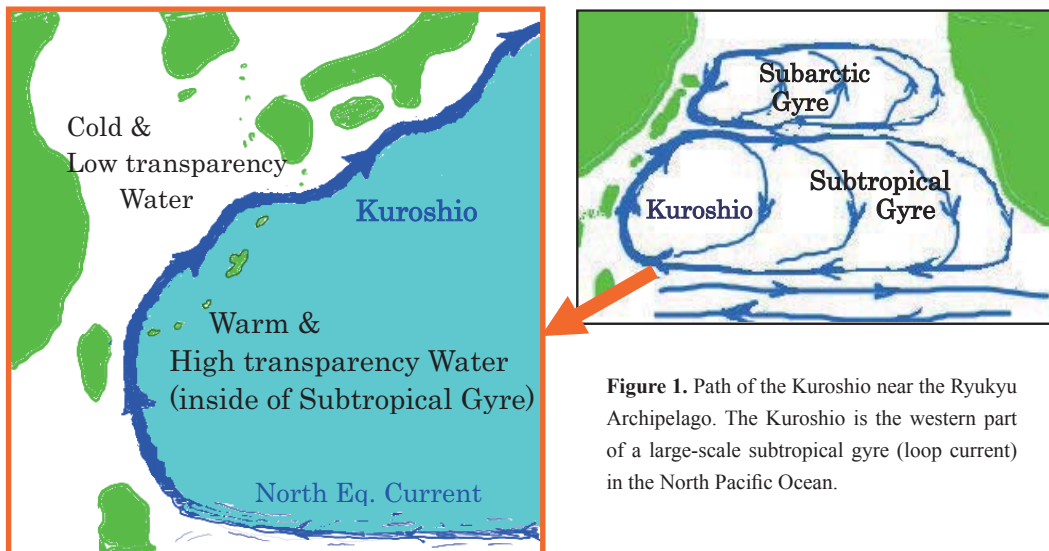 Cold &
Low transparency
Water
Kuroshio
Warm &
High transparency Water
(inside of Subtropical Gyre)
North Eq. Current
Subarctic
Gyre
Subtropical
Gyre
Kuroshio
Figure 1. Path of the Kuroshio near the Ryukyu
Archipelago. The Kuroshio is the western part
of a large-scale subtropical gyre (loop current)
in the North Pacific Ocean.